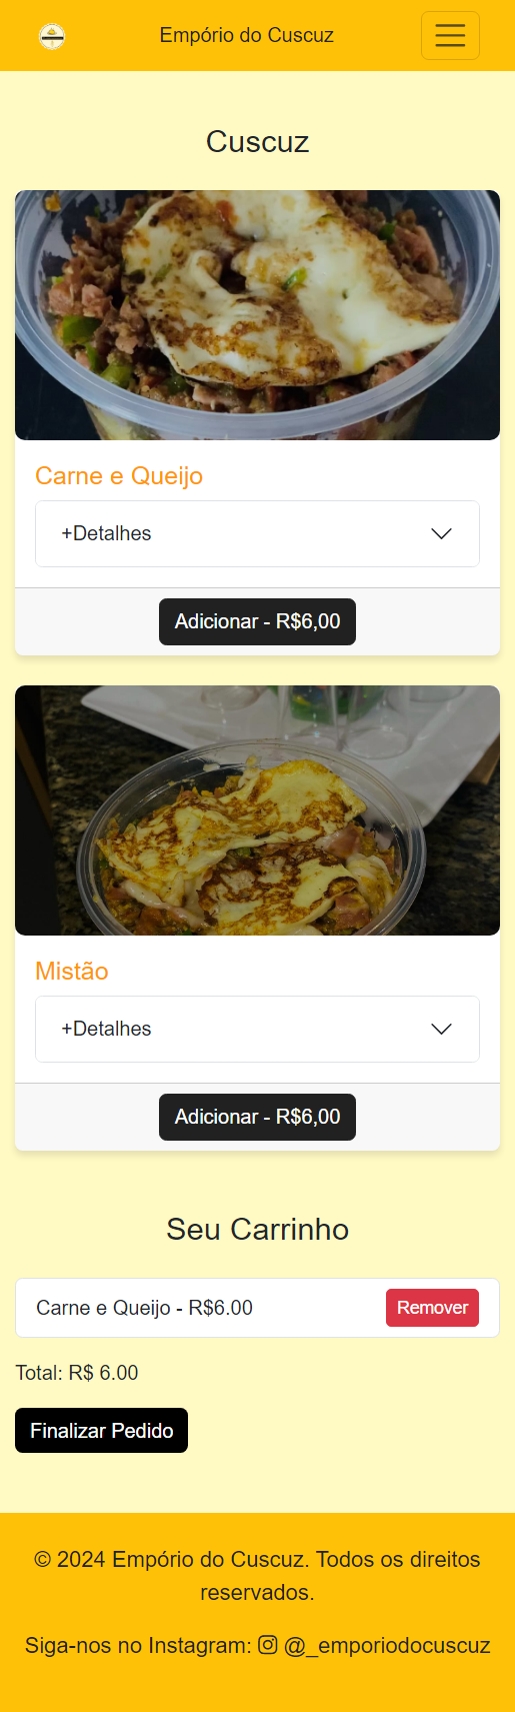 Empório do Cuscuz
Cuscuz
Carne e Queijo
+Detalhes
Adicionar - R$6,00
Mistão
+Detalhes
Adicionar - R$6,00
Seu Carrinho
Carne e Queijo - R$6.00
Remover
Total: R$ 6.00
Finalizar Pedido
© 2024 Empório do Cuscuz. Todos os direitos
reservados.
Siga-nos no Instagram: @_emporiodocuscuz